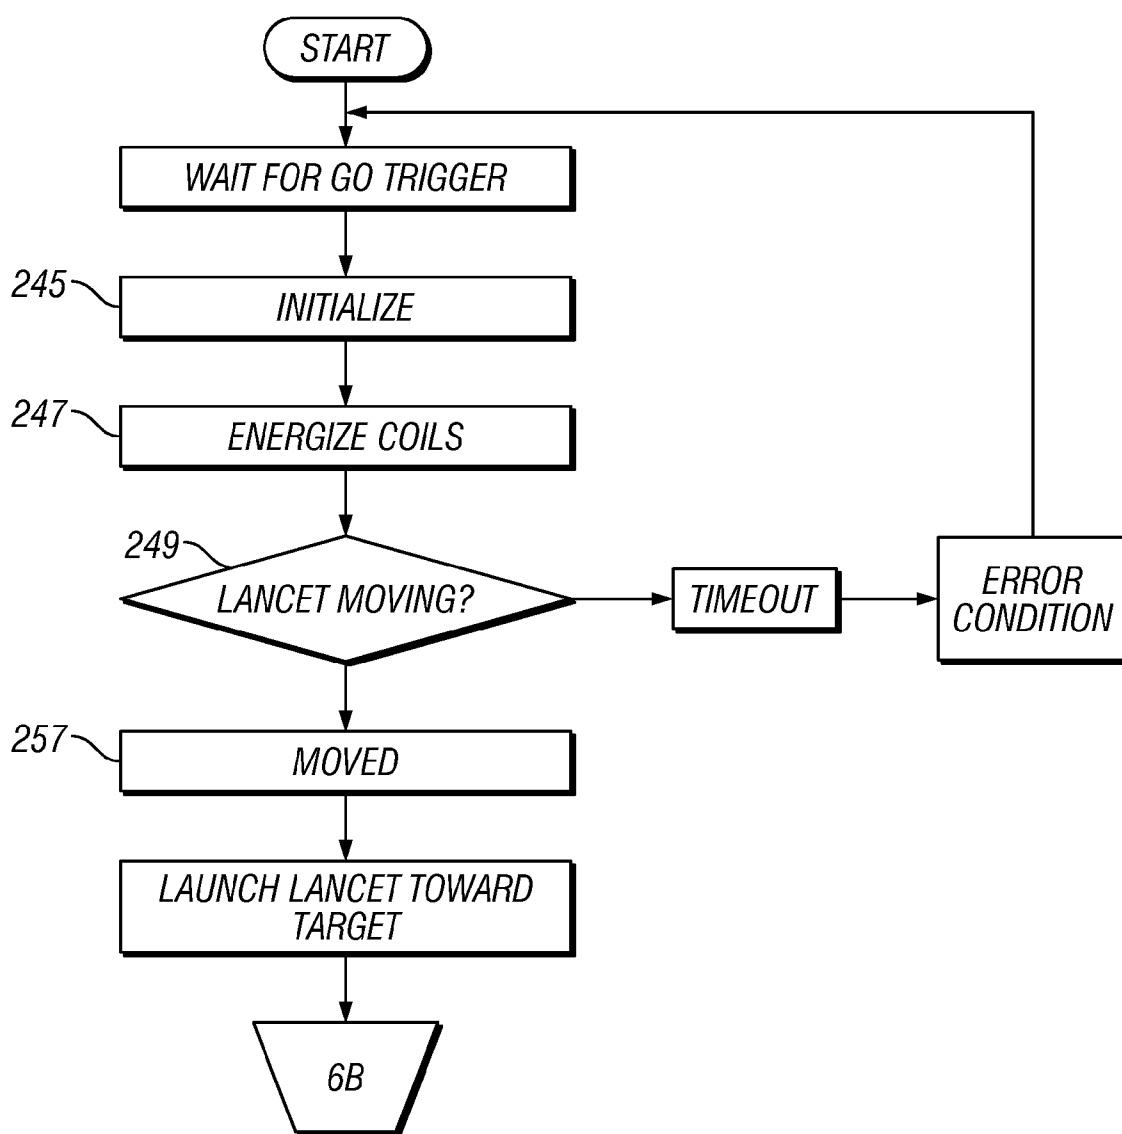 START
WAIT FOR GO TRIGGER
245
INITIALIZE
247
ENERGIZE COILS
249
LANCET MOVING?
TIMEOUT
ERROR
CONDITION
257
MOVED
LAUNCH LANCET TOWARD
TARGET
6B